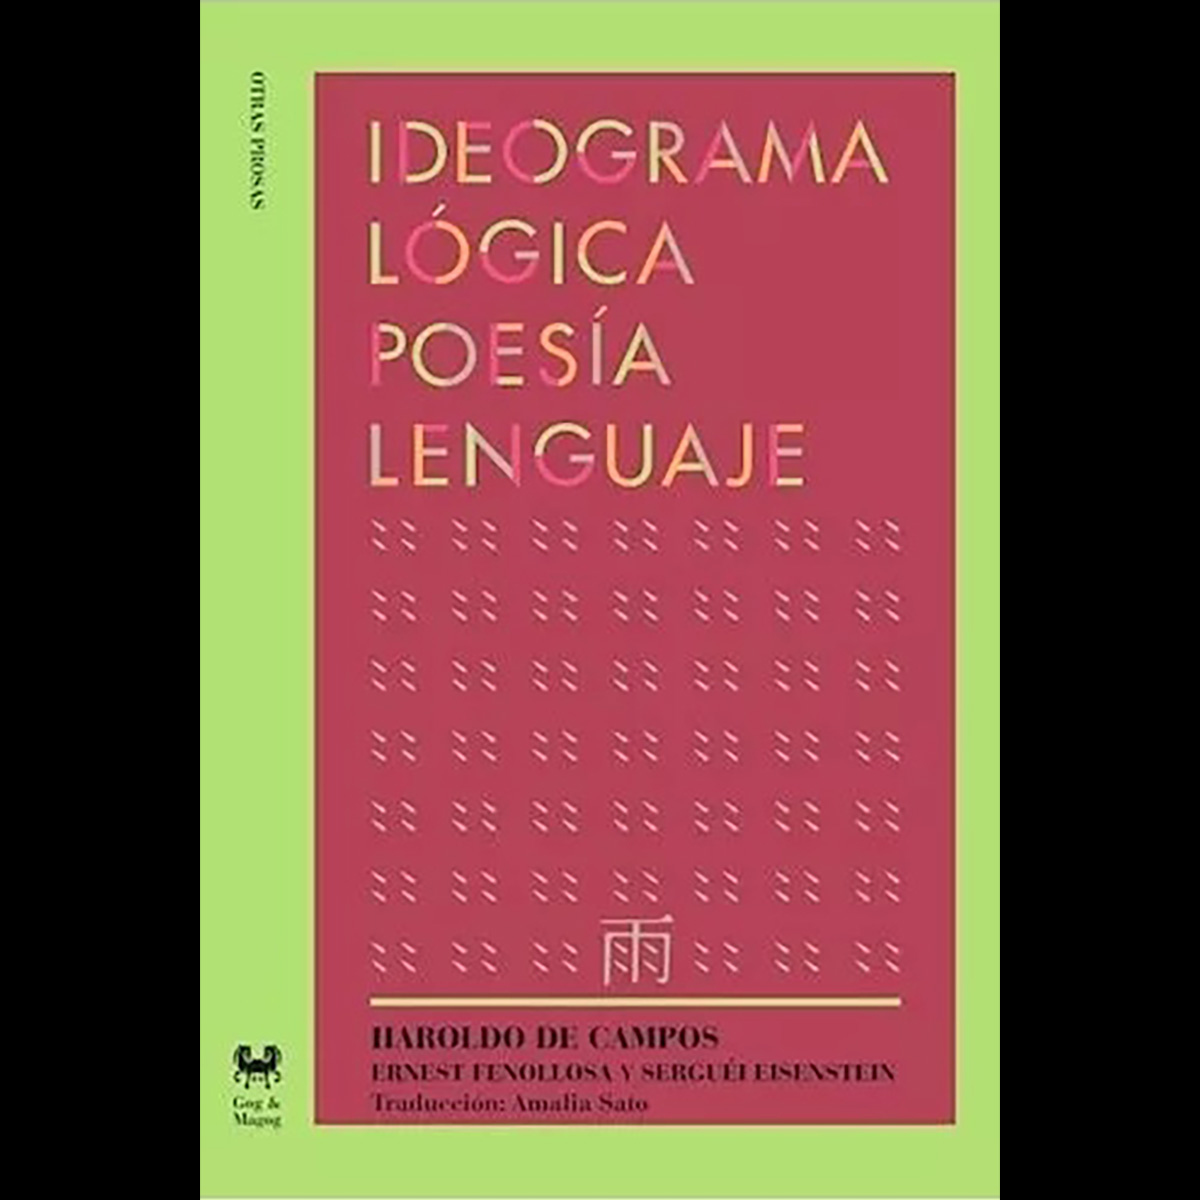 OTRAS PROSAS
IDEOGRAMA
LÓGICA
POESÍA
LENGUAJE
雨
HAROLDO DE CAMPOS
ERNEST FENOLLOSA Y SERGUÉI EISENSTEIN
Traducción: Amalia Sato
Gog &
Magog